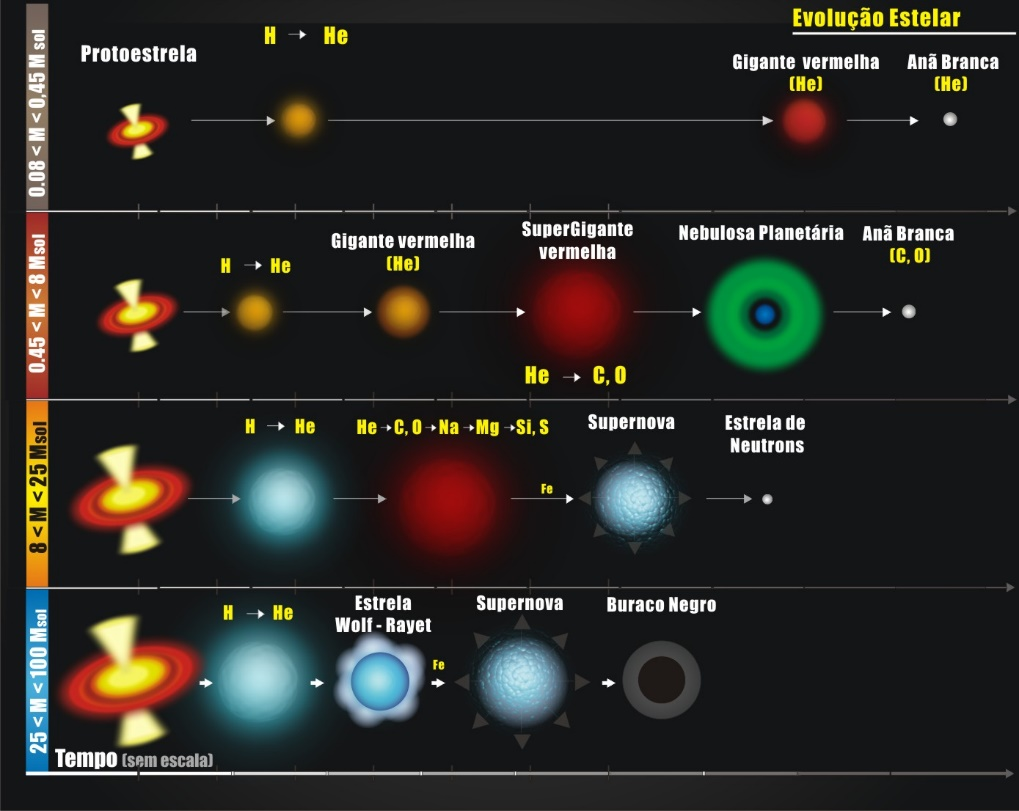 Evolução Estelar
0.08 < M < 0,45 M sol
Protoestrela
H → He
Gigante vermelha
(He)
Anã Branca
(He)
0.45 < M < 8 Msol
H → He
Gigante vermelha
(He)
SuperGigante
vermelha
He → C, O
Nebulosa Planetária
Anã Branca
(C, O)
8 < M < 25 Msol
H → He
He → C, O → Na → Mg → Si, S
Fe
Supernova
Estrela de
Neutrons
25 < M < 100 Msol
H → He
Estrela
Wolf - Rayet
Fe
Supernova
Buraco Negro
Tempo (sem escala)